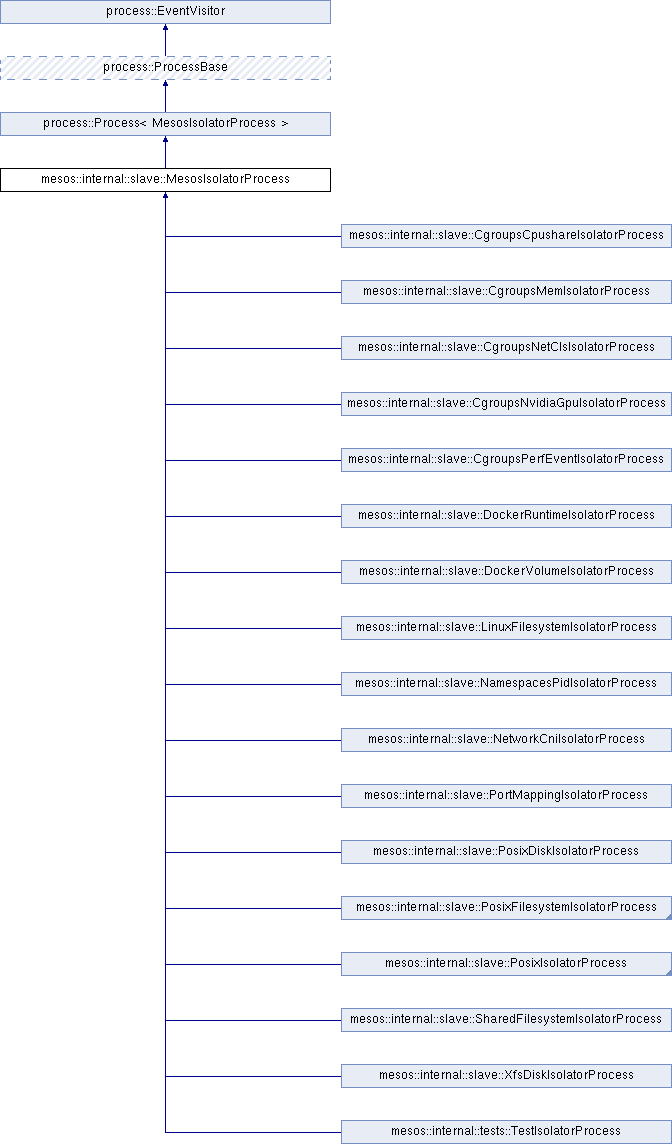 process::EventVisitor
process::ProcessBase
process::Process< MesosIsolatorProcess >
mesos::internal::slave::MesosIsolatorProcess
mesos::internal::slave::CgroupsCpushareIsolatorProcess
mesos::internal::slave::CgroupsMemIsolatorProcess
mesos::internal::slave::CgroupsNetClsIsolatorProcess
mesos::internal::slave::CgroupsNvidiaGpuIsolatorProcess
mesos::internal::slave::CgroupsPerfEventIsolatorProcess
mesos::internal::slave::DockerRuntimeIsolatorProcess
mesos::internal::slave::DockerVolumeIsolatorProcess
mesos::internal::slave::LinuxFilesystemIsolatorProcess
mesos::internal::slave::NamespacesPidIsolatorProcess
mesos::internal::slave::NetworkCniIsolatorProcess
mesos::internal::slave::PortMappingIsolatorProcess
mesos::internal::slave::PosixDiskIsolatorProcess
mesos::internal::slave::PosixFilesystemIsolatorProcess
mesos::internal::slave::PosixIsolatorProcess
mesos::internal::slave::SharedFilesystemIsolatorProcess
mesos::internal::slave::XfsDiskIsolatorProcess
mesos::internal::tests::TestIsolatorProcess